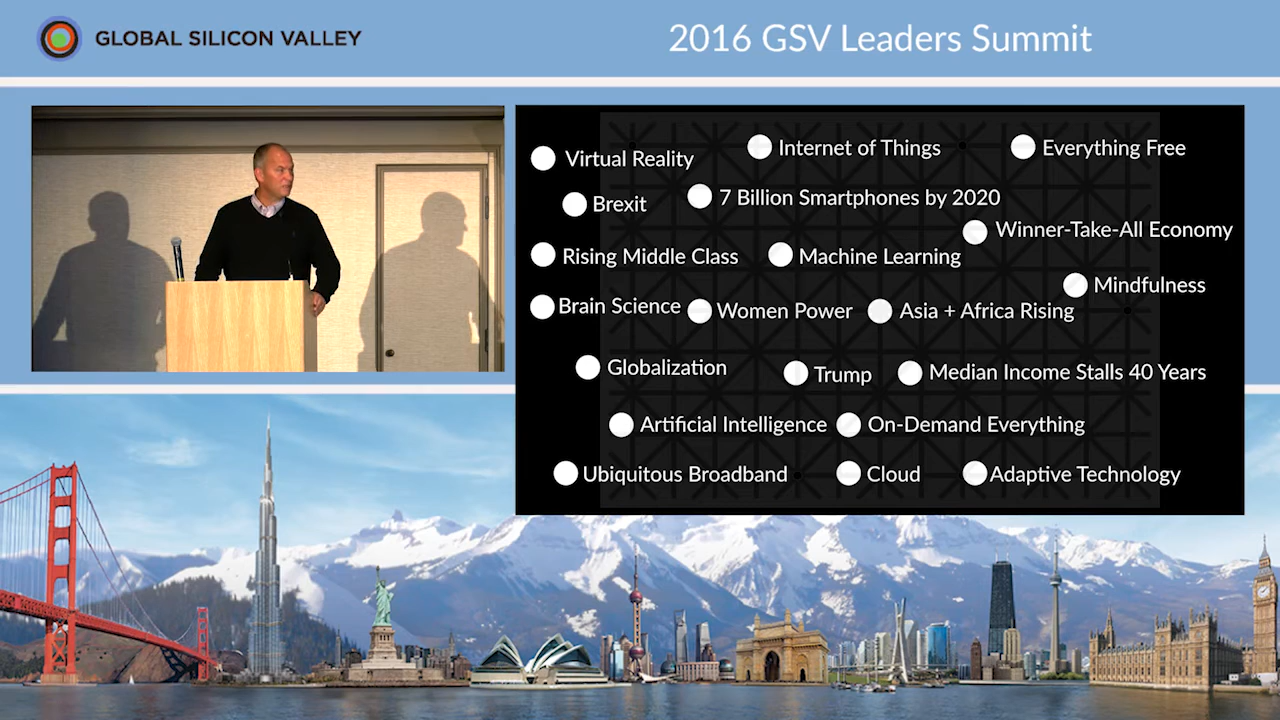 GLOBAL SILICON VALLEY
2016 GSV Leaders Summit
Virtual Reality
Internet of Things
Everything Free
Brexit
7 Billion Smartphones by 2020
Winner-Take-All Economy
Rising Middle Class
Machine Learning
Mindfulness
Brain Science
Women Power
Asia + Africa Rising
Globalization
Trump
Median Income Stalls 40 Years
Artificial Intelligence
On-Demand Everything
Ubiquitous Broadband
Cloud
Adaptive Technology